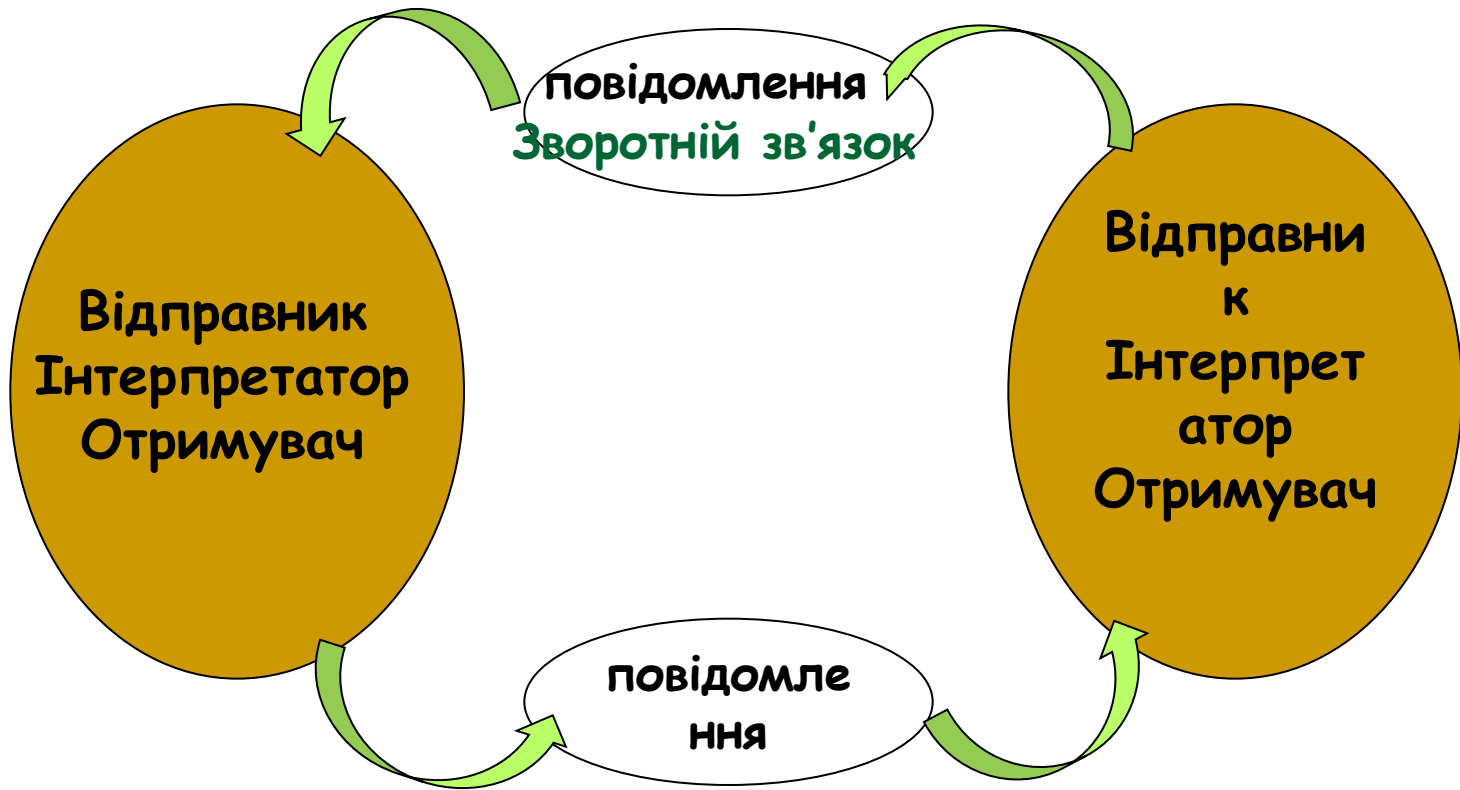 повідомлення
Зворотній зв'язок
Відправник
Інтерпретатор
Отримувач
Відправни
к
Інтерпрет
атор
Отримувач
повідомле
ння